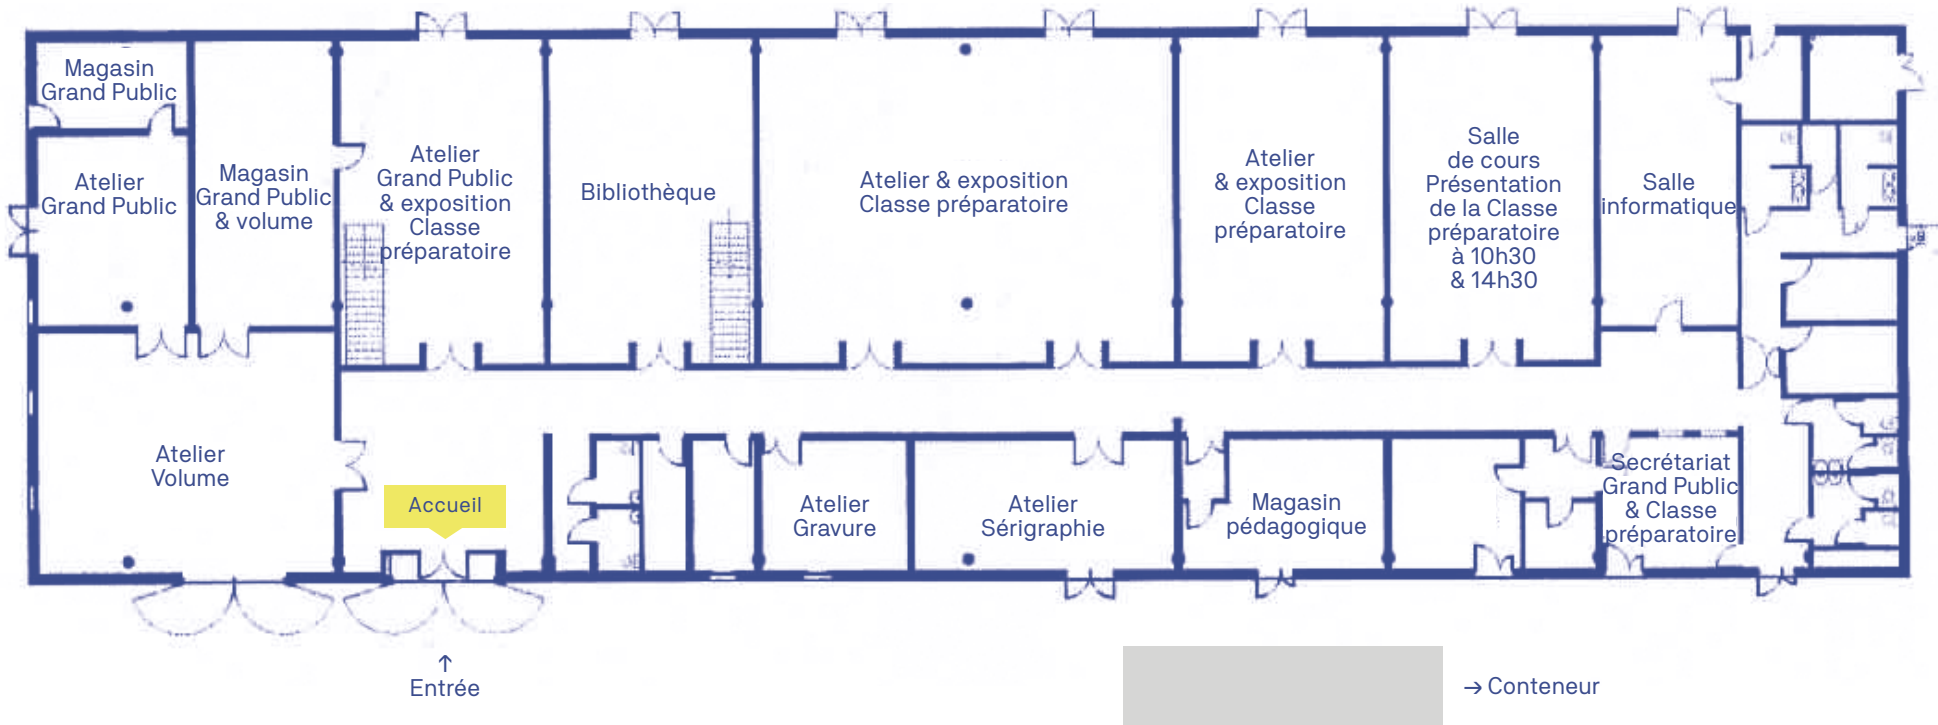 Magasin
Grand Public
Atelier
Grand Public
Magasin
Grand Public
& volume
Atelier
Grand Public
& exposition
Classe
préparatoire
Bibliothèque
Atelier & exposition
Classe préparatoire
Atelier
& exposition
Classe
préparatoire
Salle
de cours
Présentation
de la Classe
préparatoire
à 10h30
& 14h30
Salle
informatique
Atelier
Volume
Accueil
Atelier
Gravure
Atelier
Sérigraphie
Magasin
pédagogique
Secrétariat
Grand Public
& Classe
préparatoire
↑
Entrée
→ Conteneur